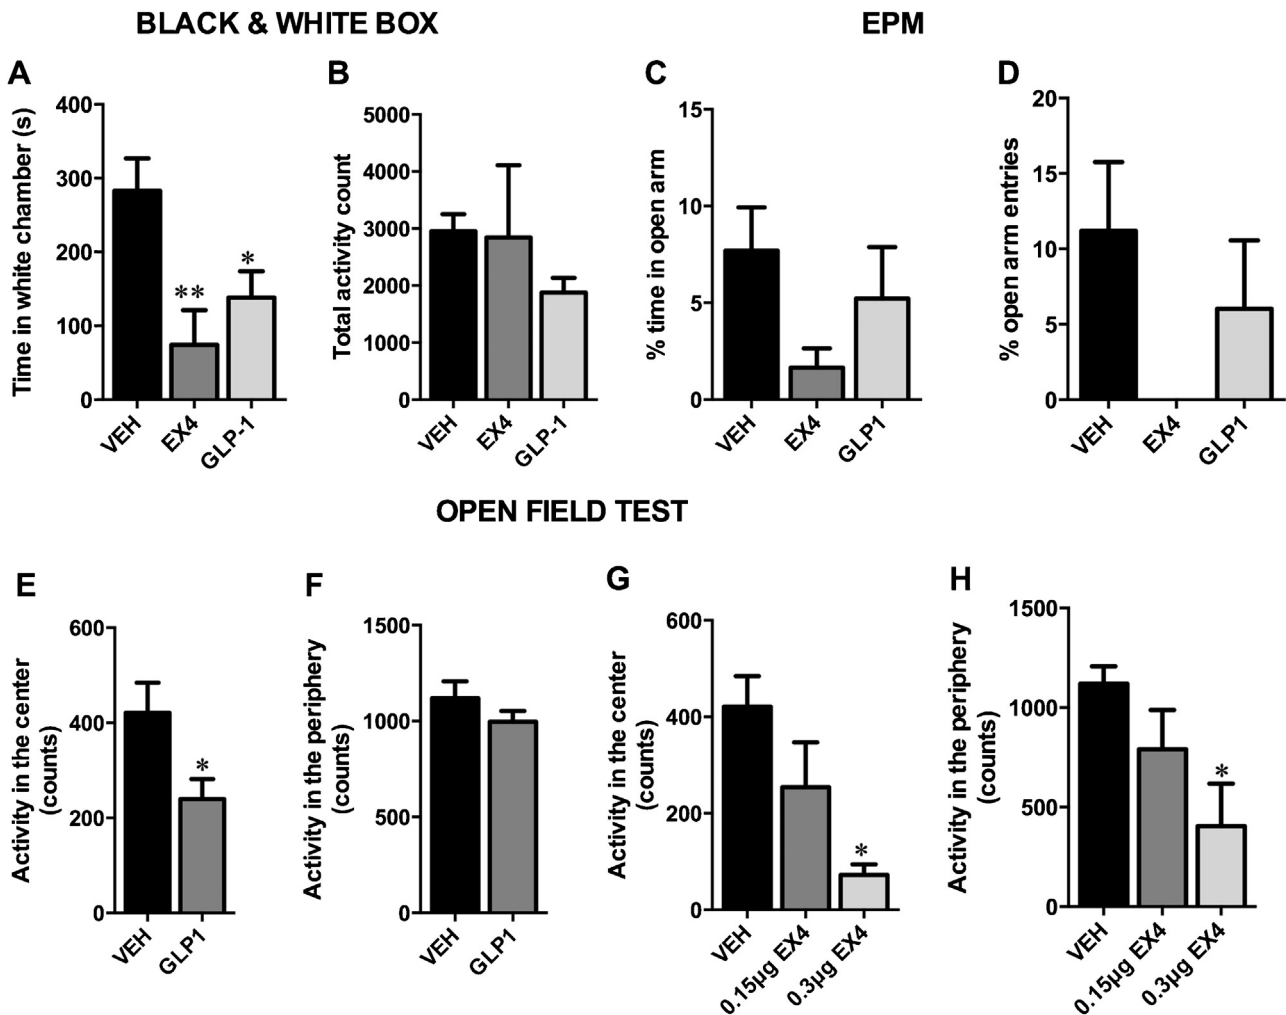 BLACK & WHITE BOX
EPM
A
Time in white chamber (s)
400
300
200
100
0
**
*
VEH
EX4
GLP-1
B
Total activity count
5000
4000
3000
2000
1000
0
VEH
EX4
GLP-1
C
% time in open arm
15
10
5
0
VEH
EX4
GLP1
D
% open arm entries
20
15
10
5
0
VEH
EX4
GLP1
OPEN FIELD TEST
E
Activity in the center
(counts)
600
400
200
0
*
VEH
GLP1
F
Activity in the periphery
(counts)
1500
1000
500
0
VEH
GLP1
G
Activity in the center
(counts)
600
400
200
0
*
VEH
0.15µg EX4
0.3µg EX4
H
Activity in the periphery
(counts)
1500
1000
500
0
*
VEH
0.15µg EX4
0.3µg EX4